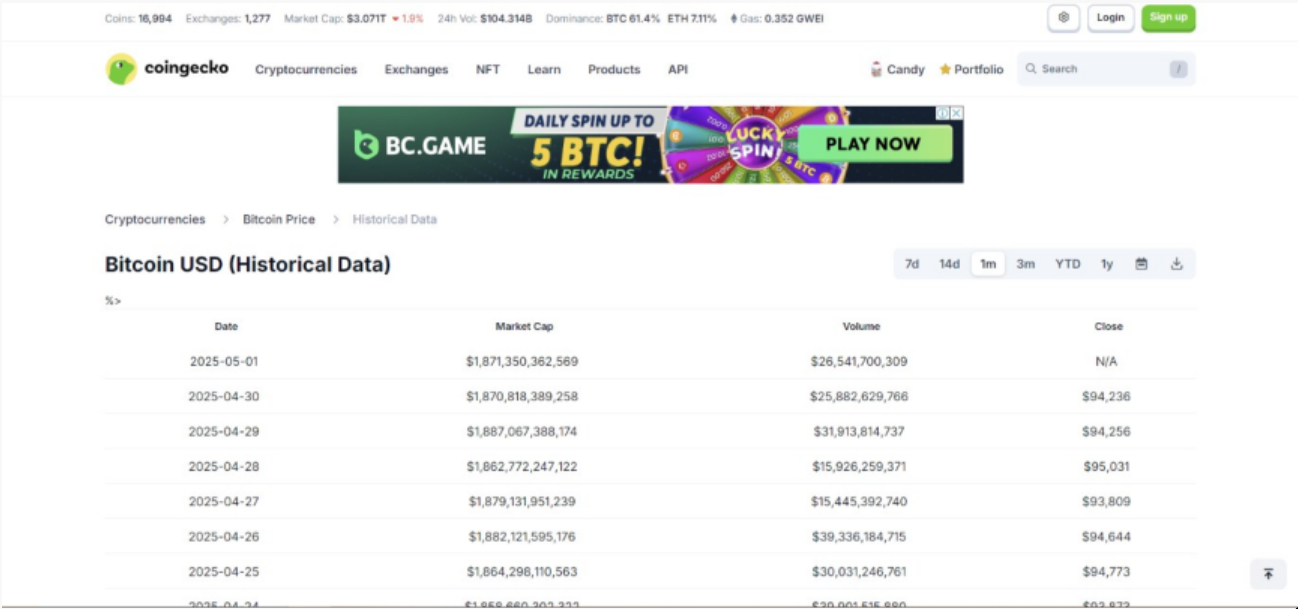 Coins: 16,994 Exchanges: 1,277 Market Cap: $3.071T 1.9% 24h Vol: $104.314B Dominance: BTC 61.4% ETH 7.11% Gas: 0.352 GWEI Login Sign up
coingecko Cryptocurrencies Exchanges NFT Learn Products API Candy Portfolio Search /
BC.GAME
DAILY SPIN UP TO
5 BTC!
IN REWARDS
LUCKY
SPIN!
5 BTC
PLAY NOW
Cryptocurrencies > Bitcoin Price > Historical Data
Bitcoin USD (Historical Data) 7d 14d 1m 3m YTD 1y
%>
Date Market Cap Volume Close
2025-05-01 $1,871,350,362,569 $26,541,700,309 N/A
2025-04-30 $1,870,818,389,258 $25,882,629,766 $94,236
2025-04-29 $1,887,067,388,174 $31,913,814,737 $94,256
2025-04-28 $1,862,772,247,122 $15,926,259,371 $95,031
2025-04-27 $1,879,131,951,239 $15,445,392,740 $93,809
2025-04-26 $1,882,121,595,176 $39,336,184,715 $94,644
2025-04-25 $1,864,298,110,563 $30,031,246,761 $94,773
2025-04-24